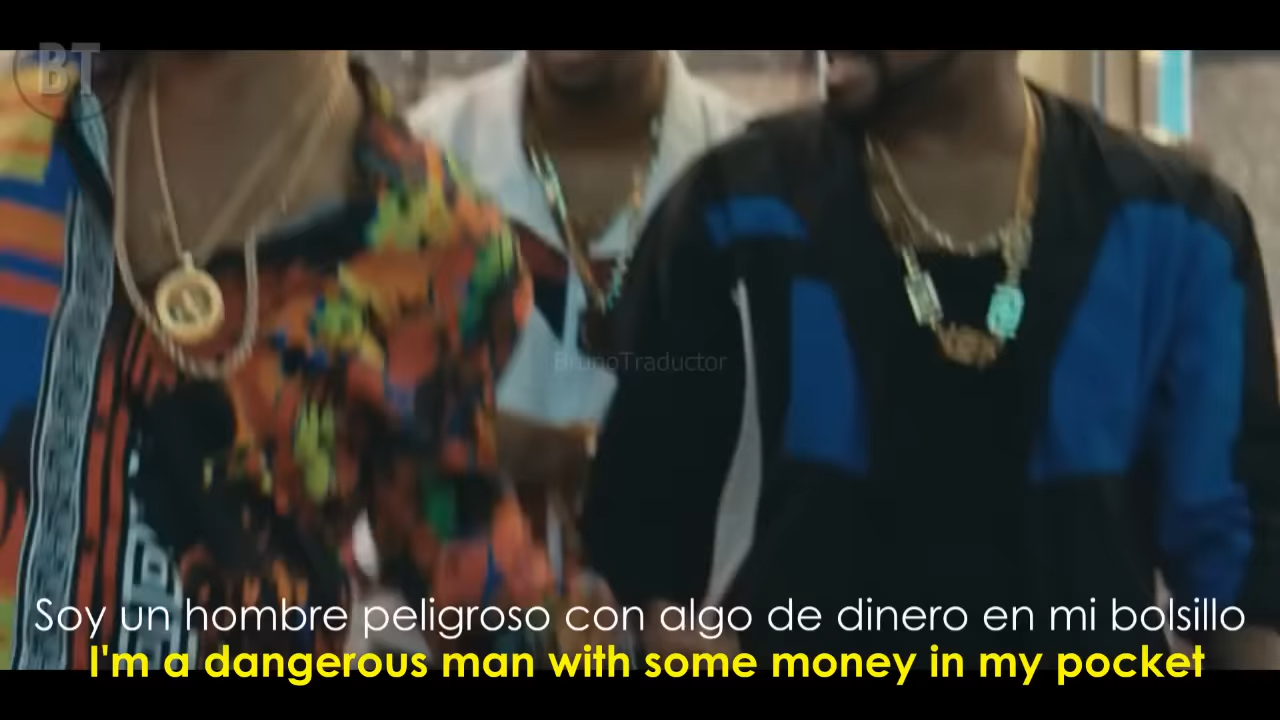 BT
BrunoTraductor
Soy un hombre peligroso con algo de dinero en mi bolsillo
I'm a dangerous man with some money in my pocket